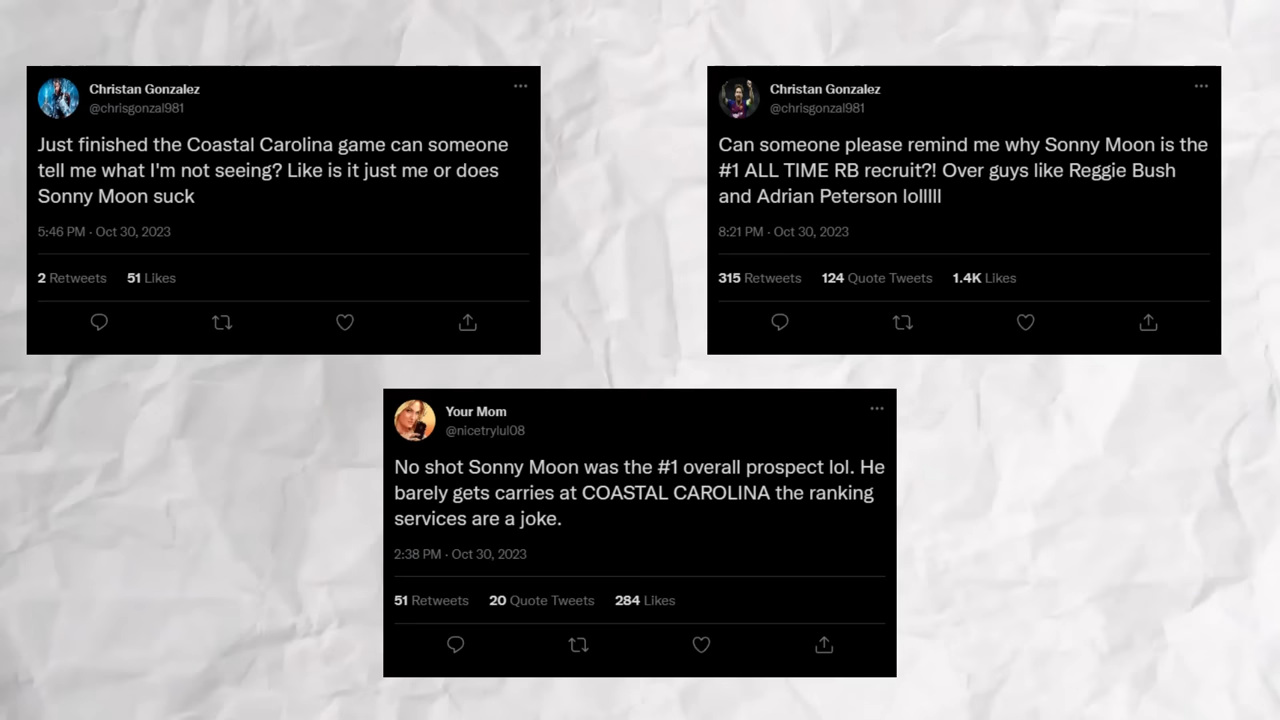 Christan Gonzalez
@chrisgonzal981
Just finished the Coastal Carolina game can someone
tell me what I'm not seeing? Like is it just me or does
Sonny Moon suck
5:46 PM · Oct 30, 2023
2 Retweets 51 Likes
Christan Gonzalez
@chrisgonzal981
Can someone please remind me why Sonny Moon is the
#1 ALL TIME RB recruit?! Over guys like Reggie Bush
and Adrian Peterson lolllll
8:21 PM · Oct 30, 2023
315 Retweets 124 Quote Tweets 1.4K Likes
Your Mom
@nicetrylul08
No shot Sonny Moon was the #1 overall prospect lol. He
barely gets carries at COASTAL CAROLINA the ranking
services are a joke.
2:38 PM · Oct 30, 2023
51 Retweets 20 Quote Tweets 284 Likes